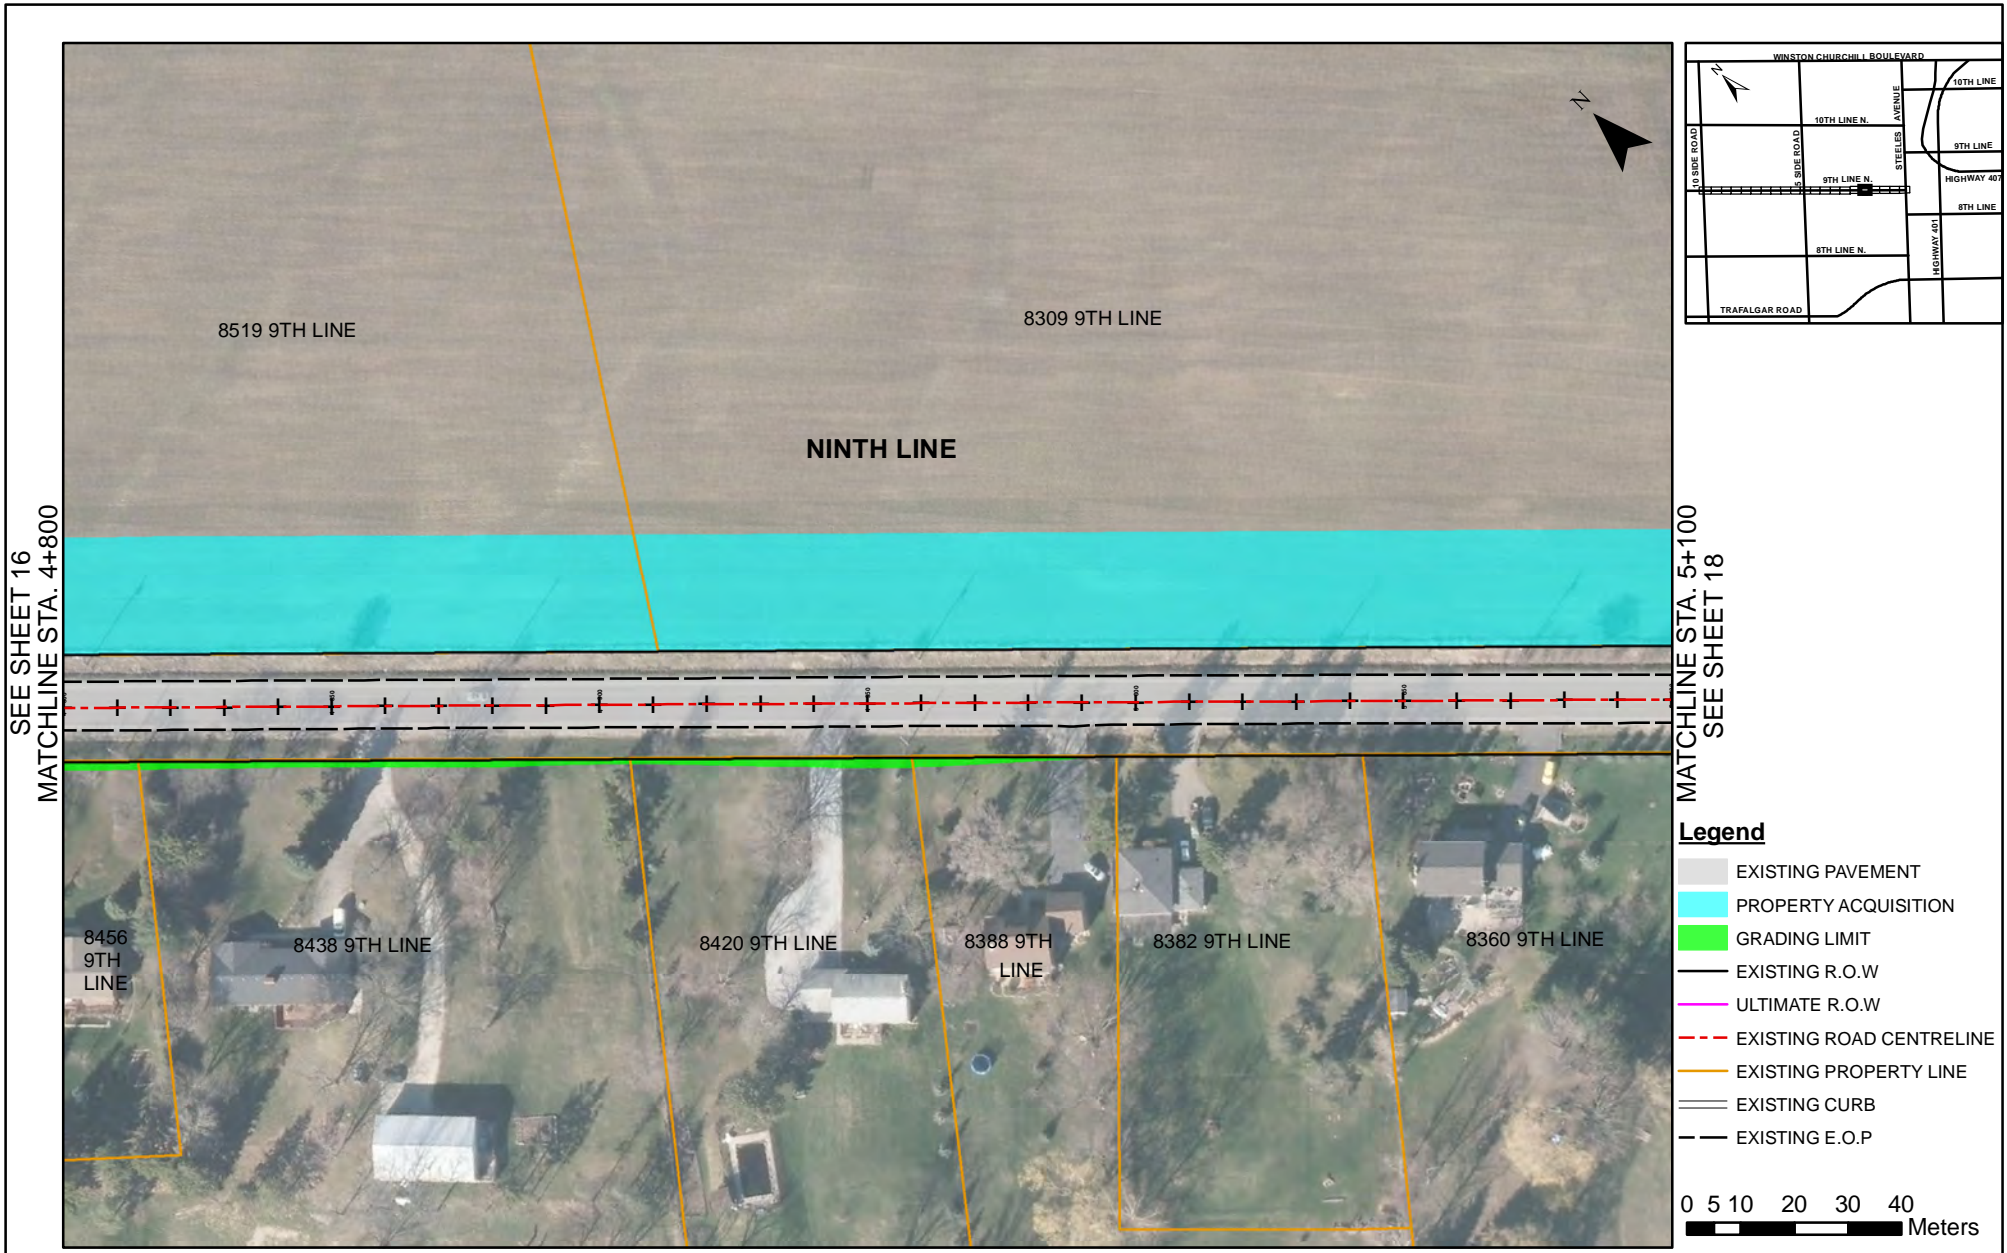 WINSTON CHURCHILL BOULEVARD
N
10TH LINE
10TH LINE N.
STEELES AVENUE
10 SIDE ROAD
5 SIDE ROAD
9TH LINE
9TH LINE N.
HIGHWAY 407
8TH LINE
8TH LINE N.
HIGHWAY 401
TRAFALGAR ROAD
N
8519 9TH LINE
8309 9TH LINE
NINTH LINE
SEE SHEET 16
MATCHLINE STA. 4+800
MATCHLINE STA. 5+100
SEE SHEET 18
8456
9TH
LINE
8438 9TH LINE
8420 9TH LINE
8388 9TH
LINE
8382 9TH LINE
8360 9TH LINE
Legend
EXISTING PAVEMENT
PROPERTY ACQUISITION
GRADING LIMIT
EXISTING R.O.W
ULTIMATE R.O.W
EXISTING ROAD CENTRELINE
EXISTING PROPERTY LINE
EXISTING CURB
EXISTING E.O.P
0 5 10 20 30 40
Meters